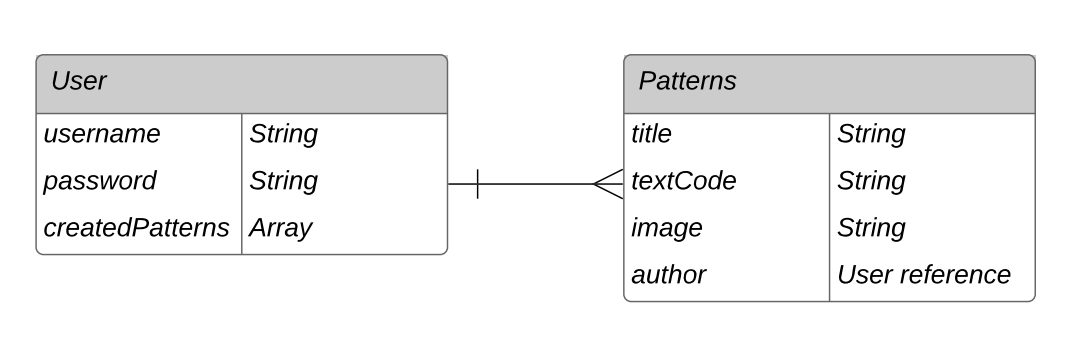 User
username String
password String
createdPatterns Array
Patterns
title String
textCode String
image String
author User reference